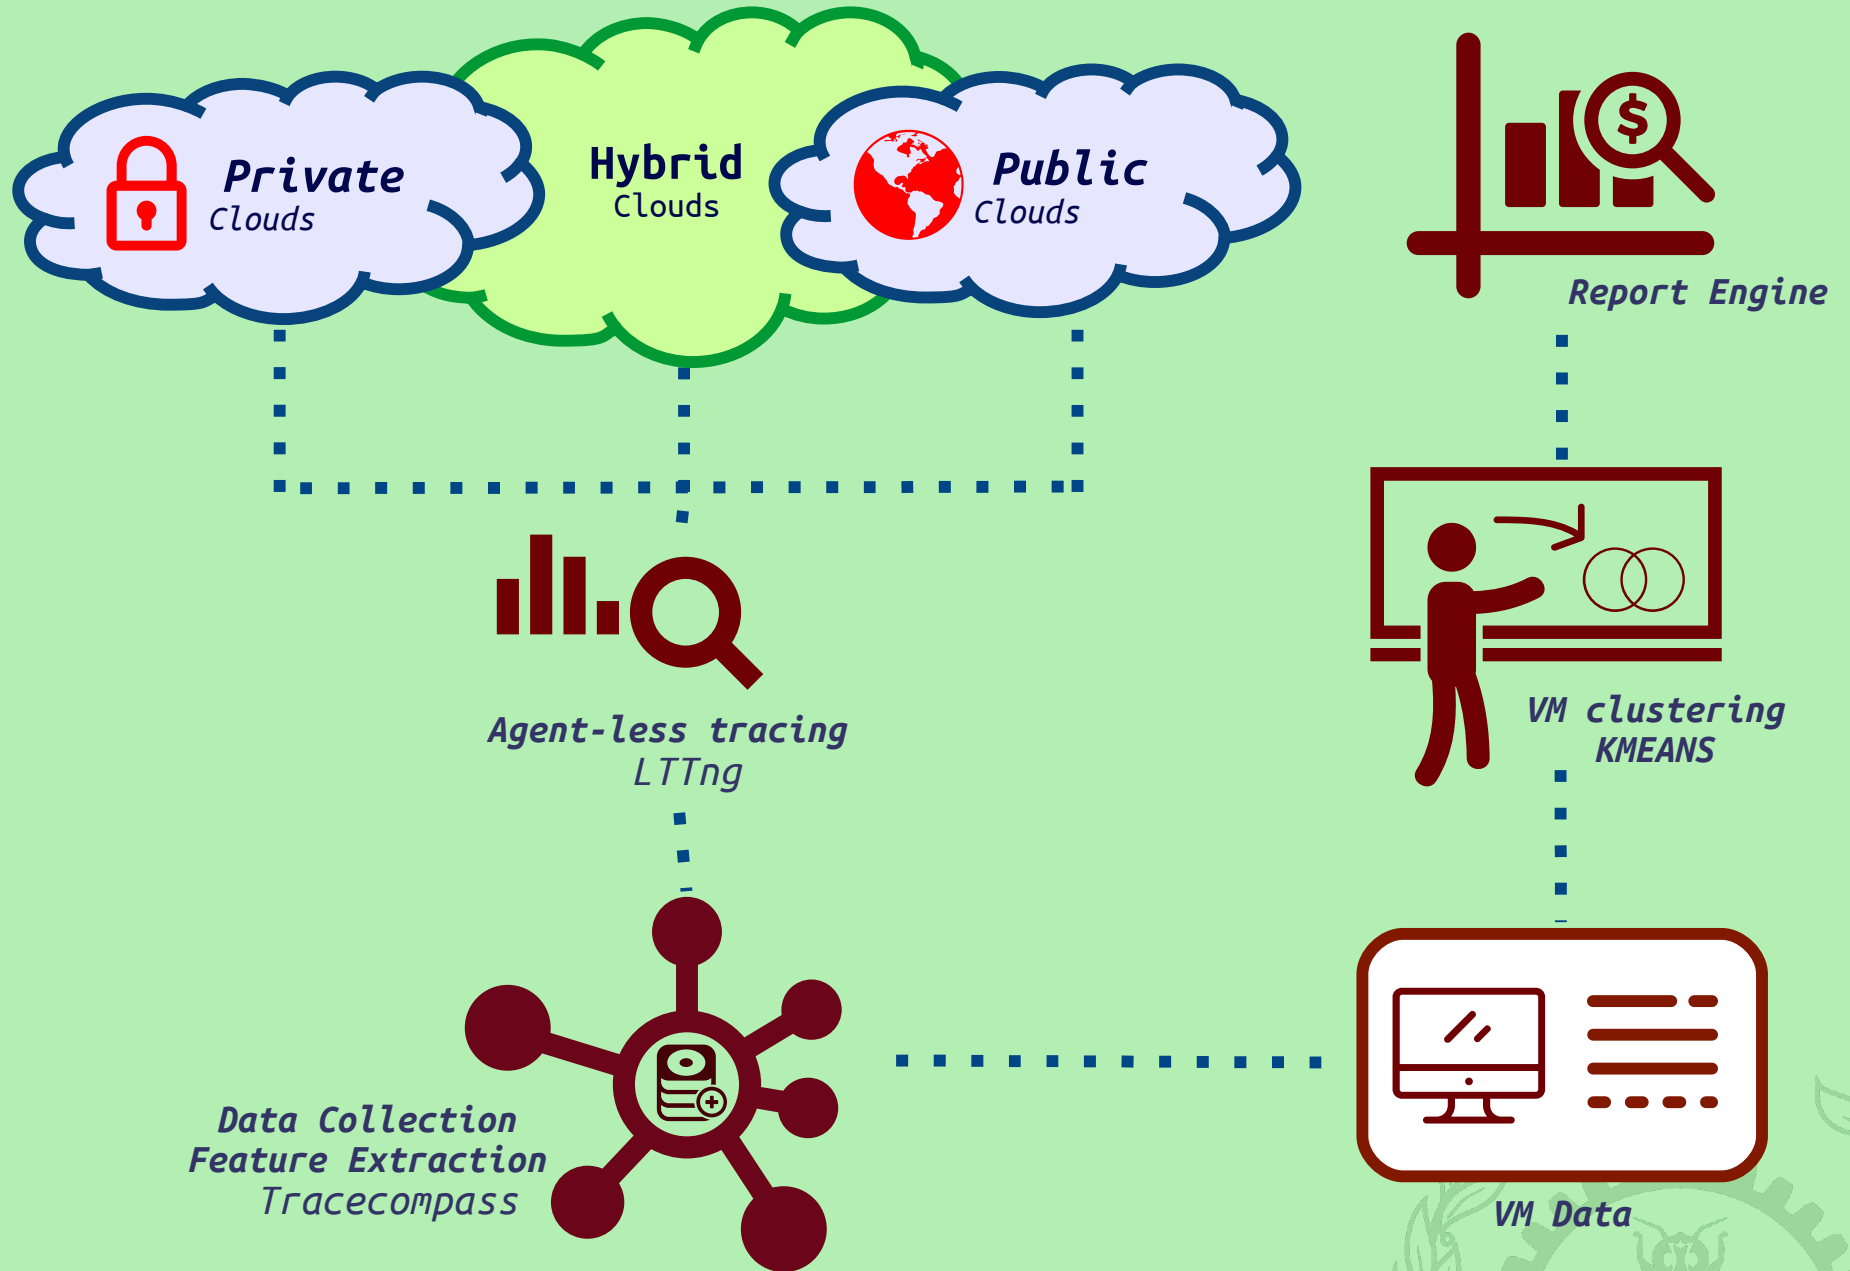 Private
Clouds
Hybrid
Clouds
Public
Clouds
$
Report Engine
Agent-less tracing
LTTng
VM clustering
KMEANS
Data Collection
Feature Extraction
Tracecompass
VM Data